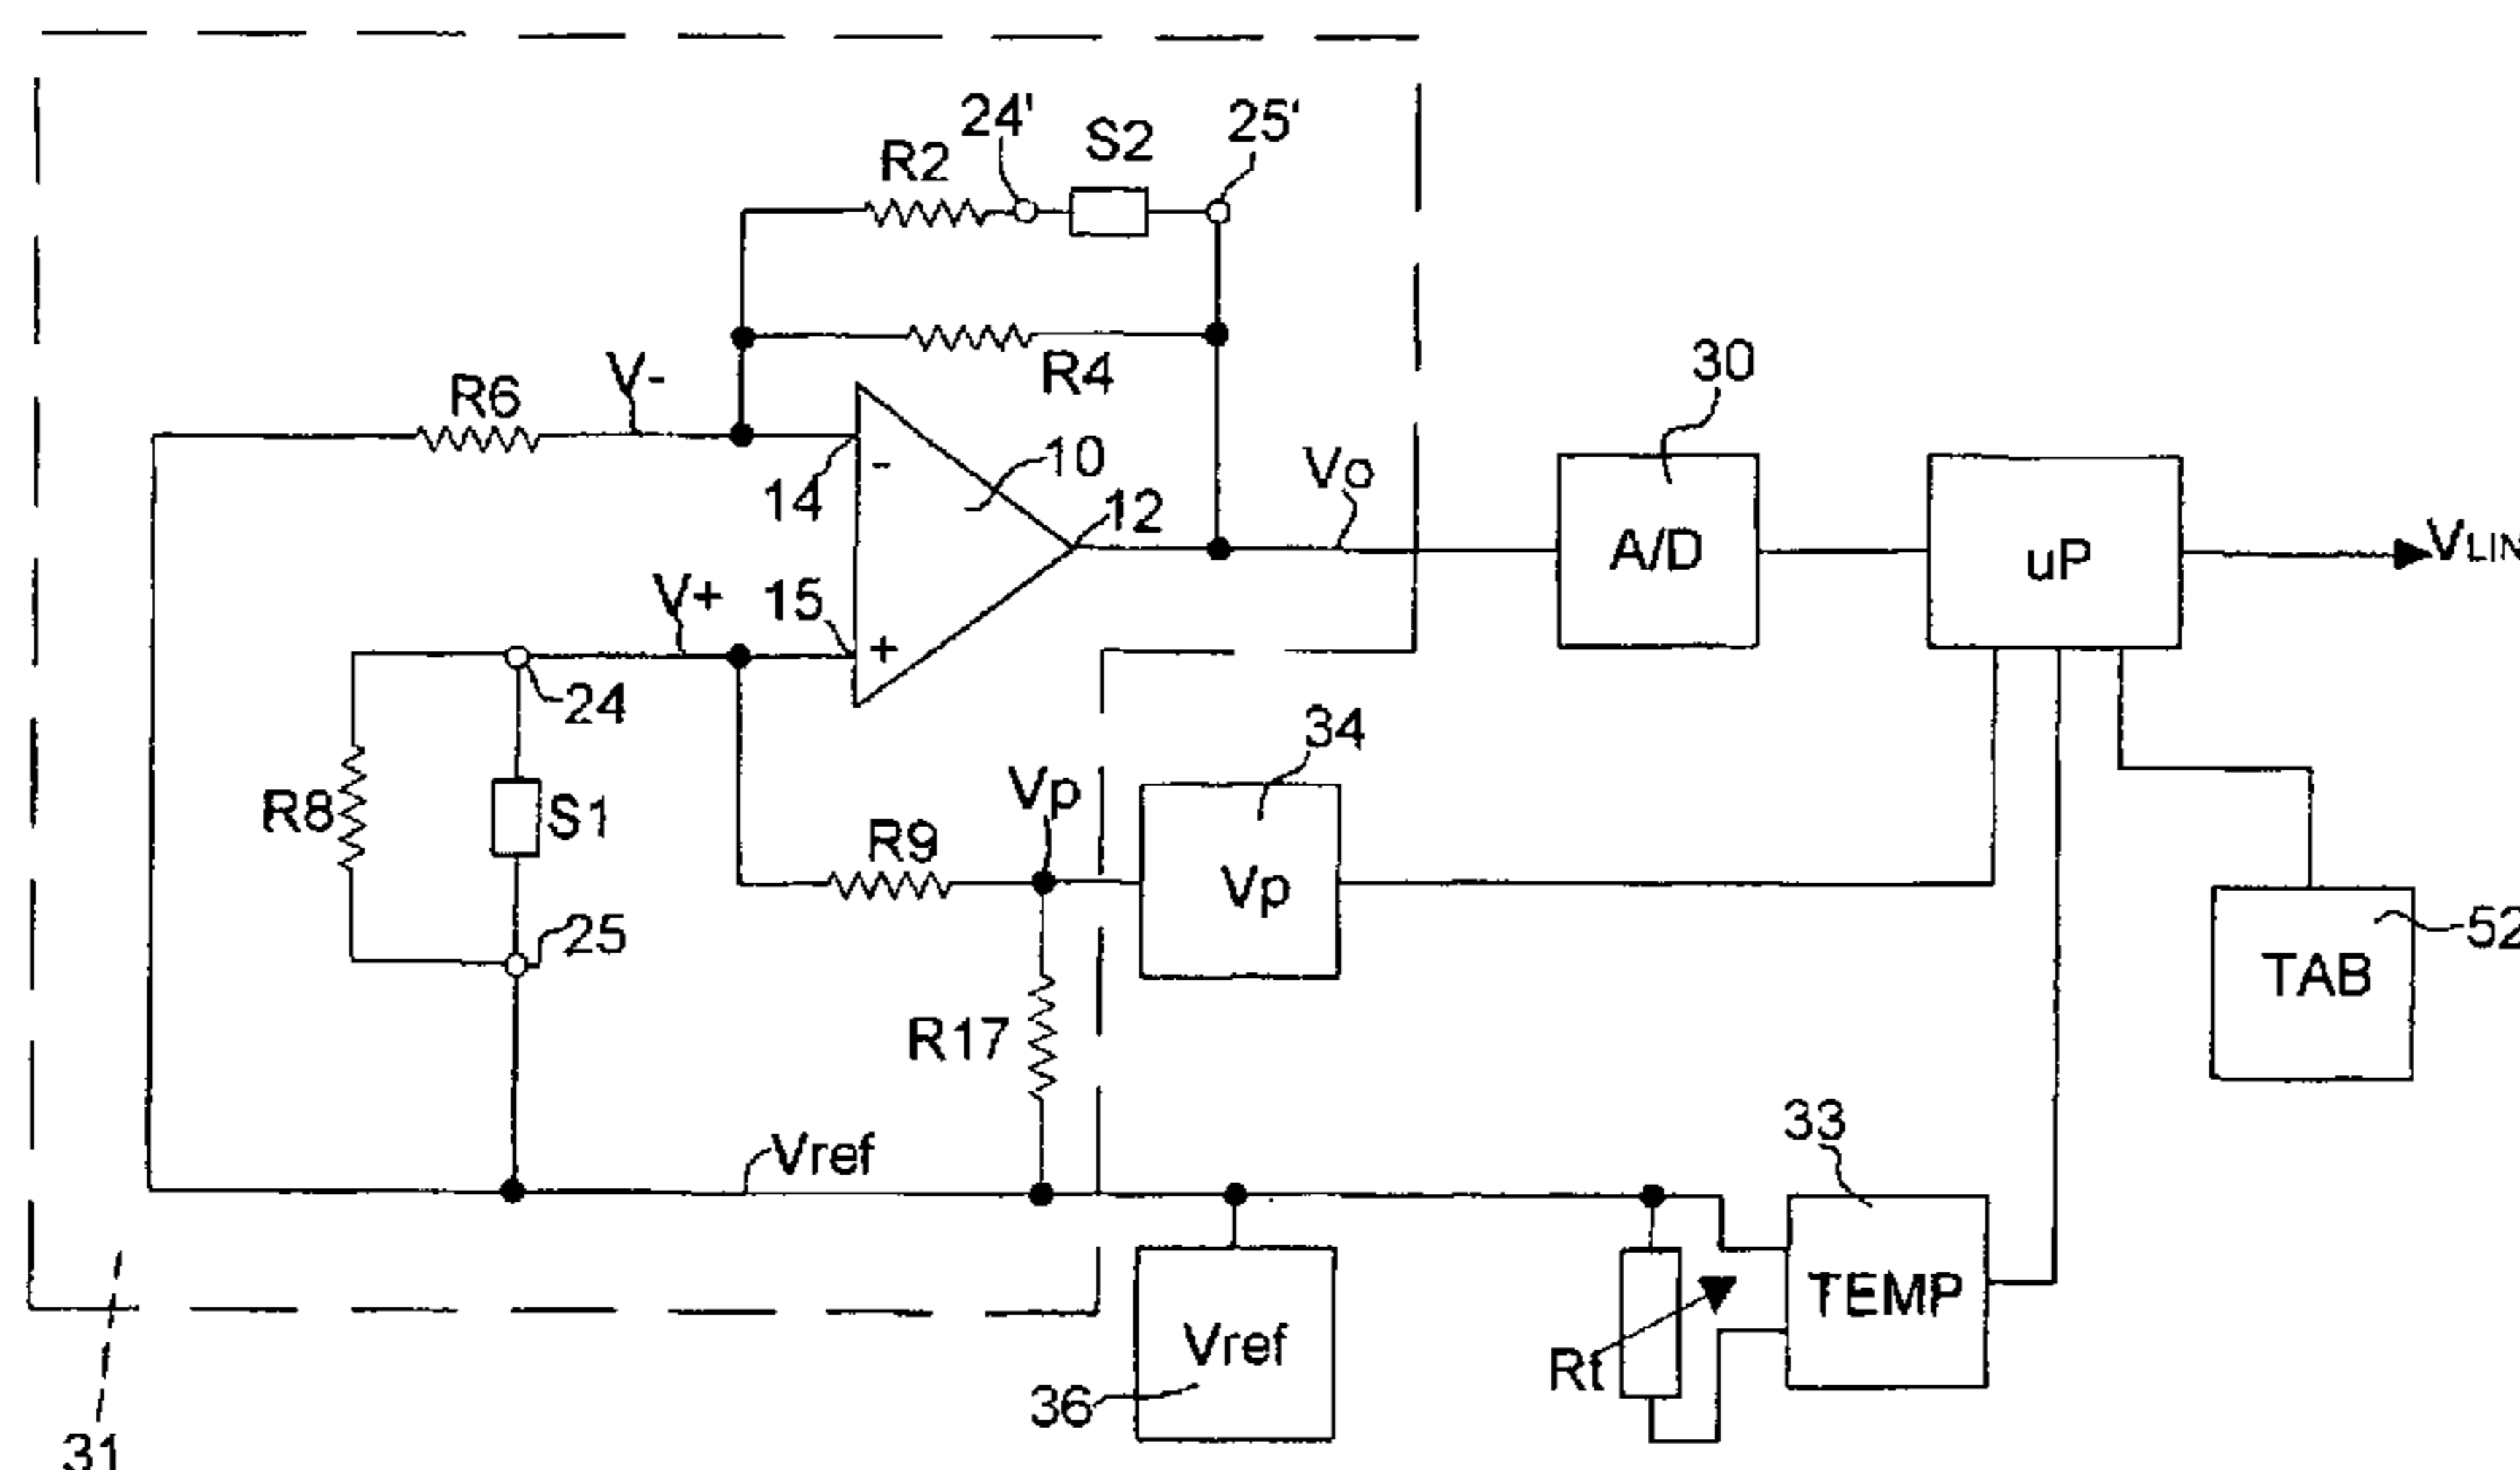 24'
25'
S2
R2
R4
30
V-
R6
10
14
12
Vo
A/D
uP
VLIN
V+
15
+
-
24
34
Vp
R8
S1
R9
Vp
52
25
TAB
R17
33
Vref
TEMP
Vref
Rt
36
31